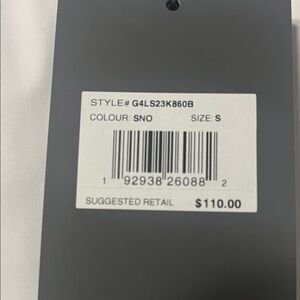 STYLE# G4LS23K860B
COLOUR: SNO SIZE: S
1 92938 26088 2
SUGGESTED RETAIL $110.00